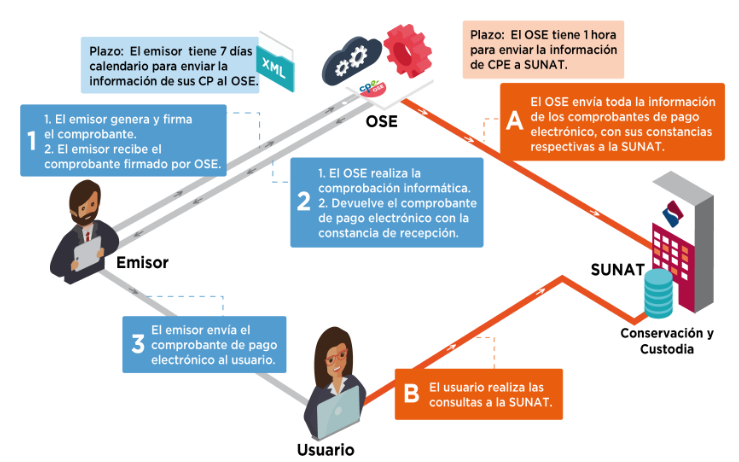 Plazo: El emisor tiene 7 días
calendario para enviar la
información de sus CP al OSE.
XML
Plazo: El OSE tiene 1 hora
para enviar la información
de CPE a SUNAT.
cpe
OSE
OSE
1
1. El emisor genera y firma
el comprobante.
2. El emisor recibe el
comprobante firmado por OSE.
A
El OSE envía toda la información
de los comprobantes de pago
electrónico, con sus constancias
respectivas a la SUNAT.
2
1. El OSE realiza la
comprobación informática.
2. Devuelve el comprobante
de pago electrónico con la
constancia de recepción.
Emisor
SUNAT
Conservación y
Custodia
3
El emisor envía el
comprobante de pago
electrónico al usuario.
B
El usuario realiza las
consultas a la SUNAT.
Usuario